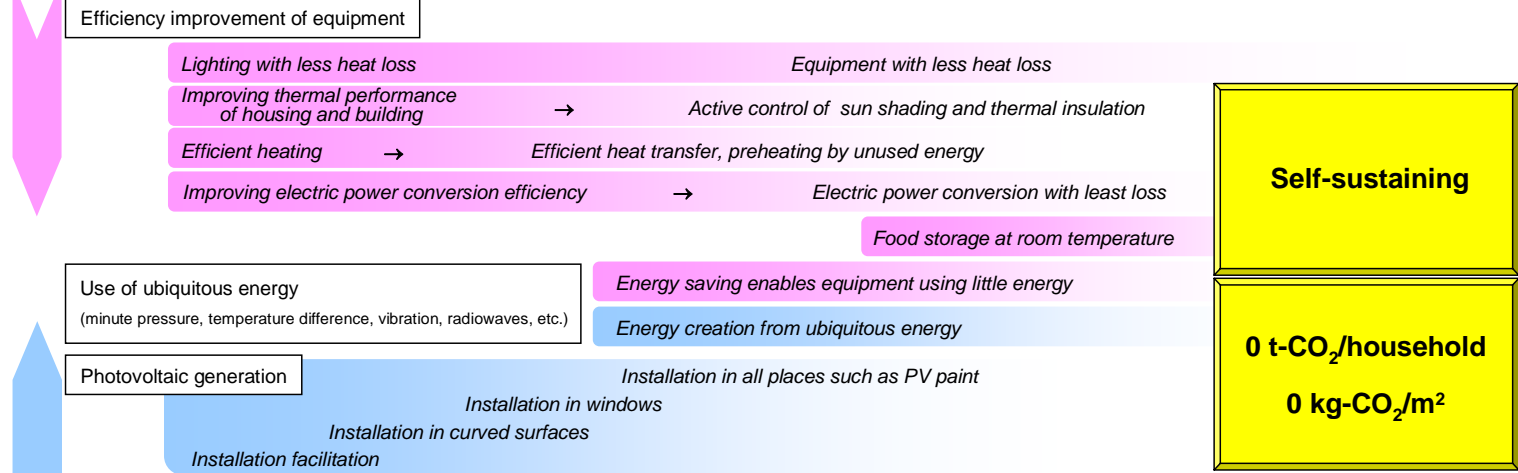 Efficiency improvement of equipment
Lighting with less heat loss Equipment with less heat loss
Improving thermal performance
of housing and building → Active control of sun shading and thermal insulation
Efficient heating → Efficient heat transfer, preheating by unused energy
Improving electric power conversion efficiency → Electric power conversion with least loss
Self-sustaining
Food storage at room temperature
Use of ubiquitous energy
(minute pressure, temperature difference, vibration, radiowaves, etc.)
Energy saving enables equipment using little energy
Energy creation from ubiquitous energy
0 t-CO₂/household
0 kg-CO₂/m²
Photovoltaic generation
Installation in all places such as PV paint
Installation in windows
Installation in curved surfaces
Installation facilitation